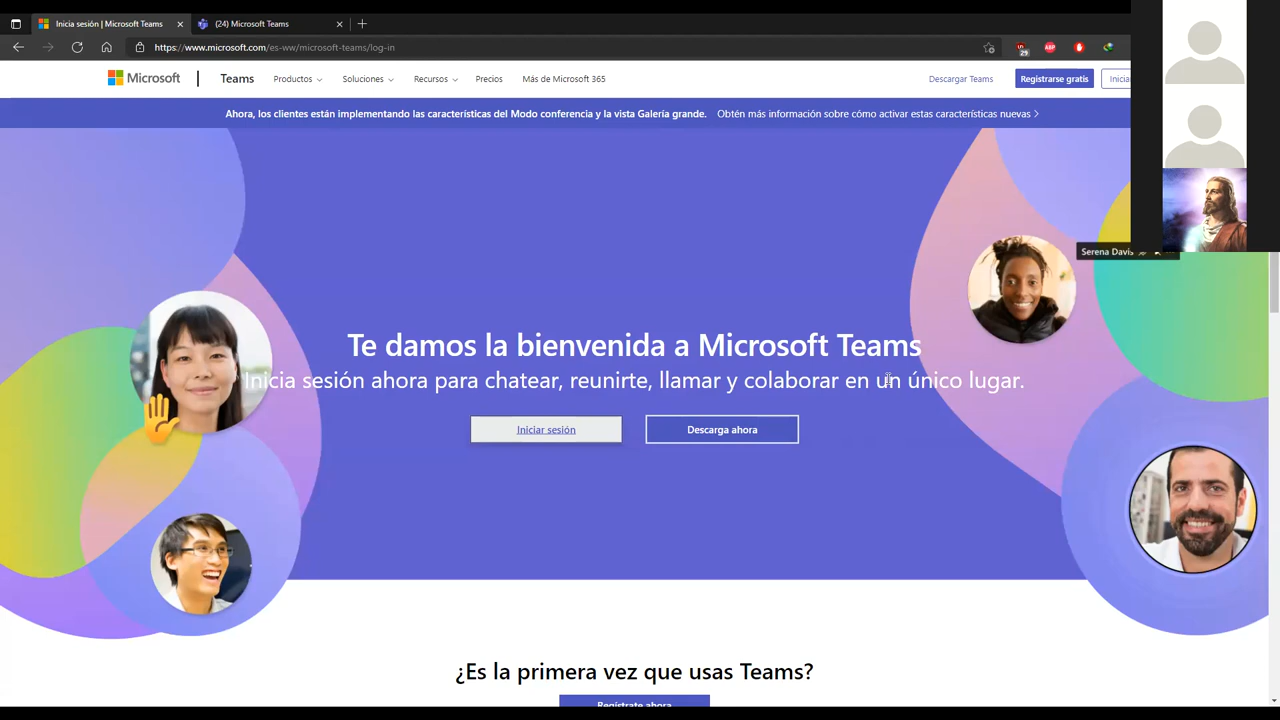 Inicia sesión | Microsoft Teams
(24) Microsoft Teams
https://www.microsoft.com/es-ww/microsoft-teams/log-in
29
ABP
Microsoft
Teams
Productos
Soluciones
Recursos
Precios
Más de Microsoft 365
Descargar Teams
Registrarse gratis
Ahora, los clientes están implementando las características del Modo conferencia y la vista Galería grande. Obtén más información sobre cómo activar estas características nuevas
Serena Davis
Te damos la bienvenida a Microsoft Teams
Inicia sesión ahora para chatear, reunirte, llamar y colaborar en un único lugar.
Iniciar sesión
Descarga ahora
¿Es la primera vez que usas Teams?
Regístrate ahora